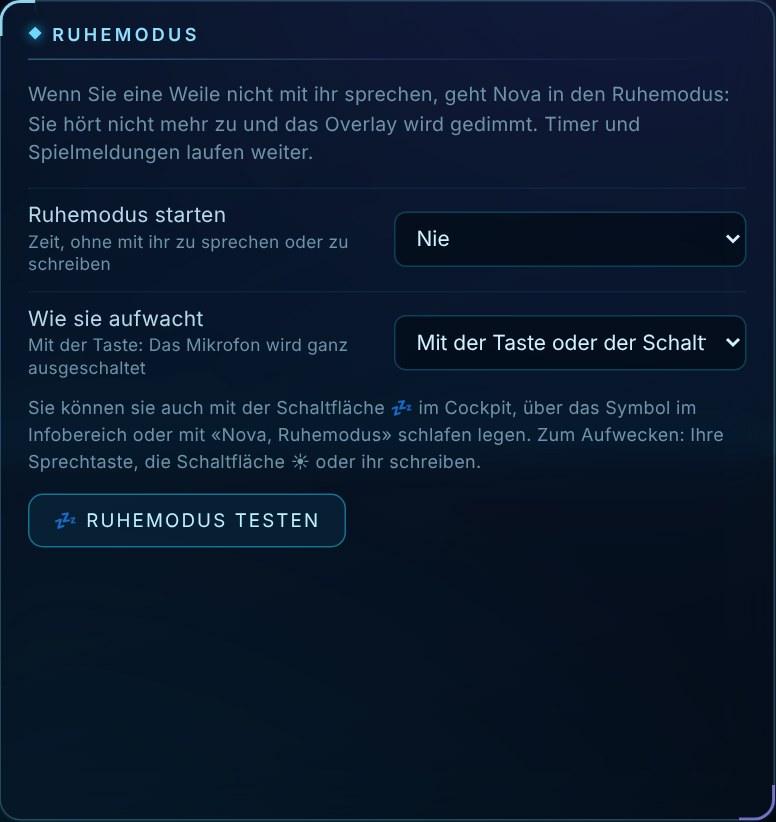 RUHEMODUS
Wenn Sie eine Weile nicht mit ihr sprechen, geht Nova in den Ruhemodus:
Sie hört nicht mehr zu und das Overlay wird gedimmt. Timer und
Spielmeldungen laufen weiter.
Ruhemodus starten
Zeit, ohne mit ihr zu sprechen oder zu
schreiben
Nie
Wie sie aufwacht
Mit der Taste: Das Mikrofon wird ganz
ausgeschaltet
Mit der Taste oder der Schalt
Sie können sie auch mit der Schaltfläche 💤 im Cockpit, über das Symbol im
Infobereich oder mit «Nova, Ruhemodus» schlafen legen. Zum Aufwecken: Ihre
Sprechtaste, die Schaltfläche ☀ oder ihr schreiben.
💤 RUHEMODUS TESTEN